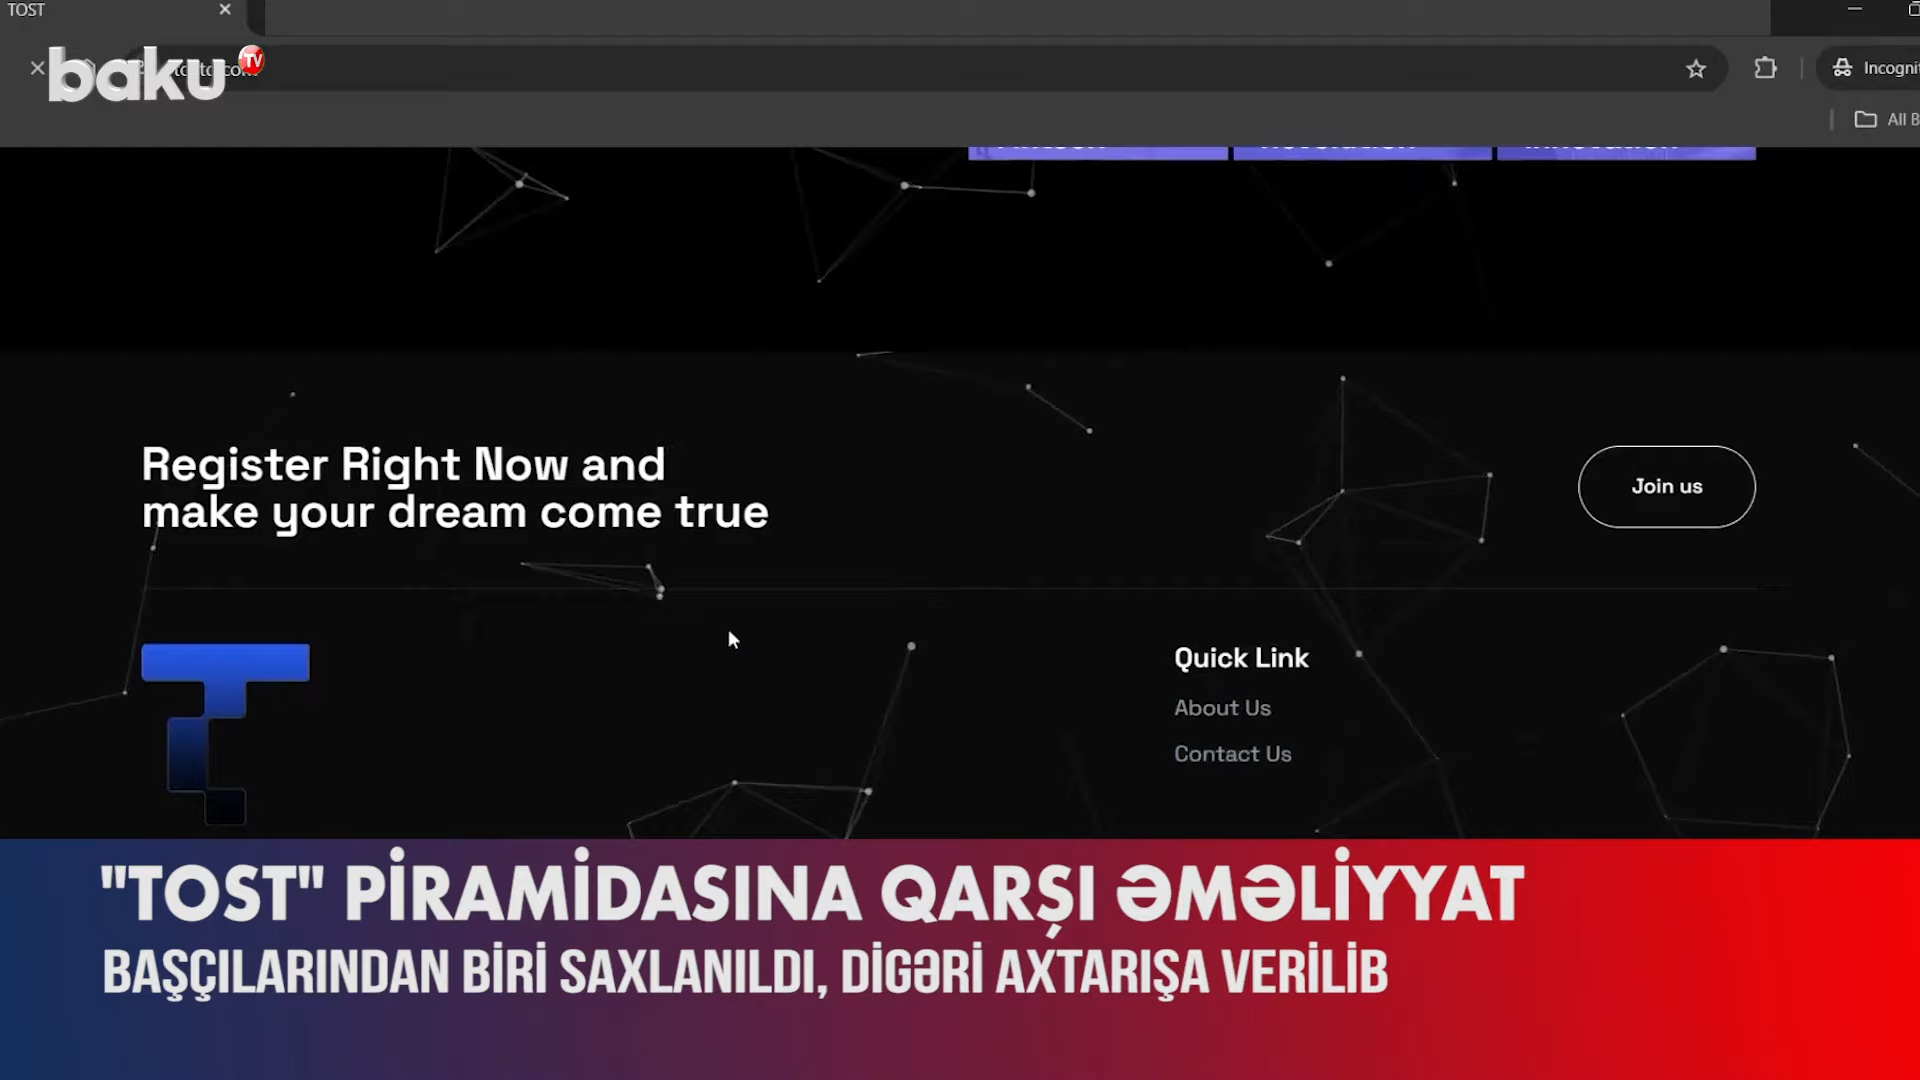 TOST
baku TV
Incognit
All B
Register Right Now and
make your dream come true
Join us
Quick Link
About Us
Contact Us
"TOST" PİRAMİDASINA QARŞI ƏMƏLİYYAT
BAŞÇILARINDAN BİRİ SAXLANILDI, DİGƏRİ AXTARIŞA VERİLİB